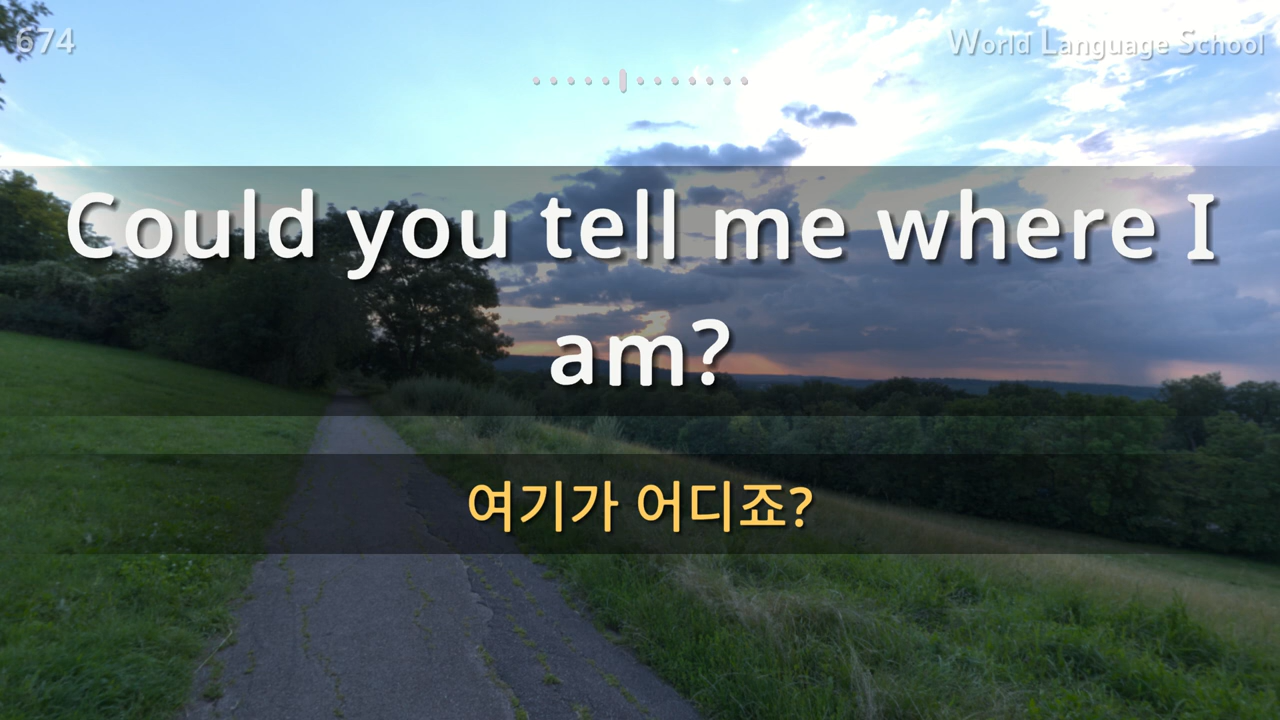 674
World Language School
Could you tell me where I
am?
여기가 어디죠?